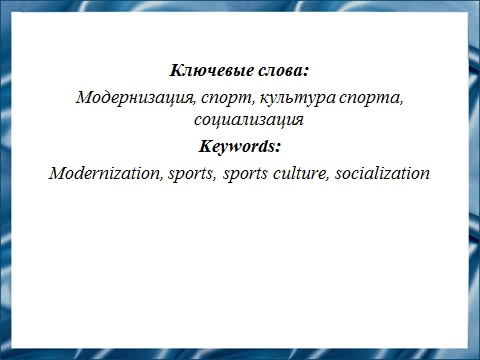 Ключевые слова:
Модернизация, спорт, культура спорта,
социализация
Keywords:
Modernization, sports, sports culture, socialization